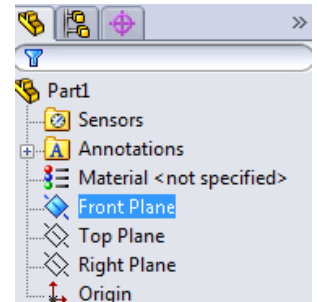 »
Part1
Sensors
A Annotations
Material <not specified>
Front Plane
Top Plane
Right Plane
Origin